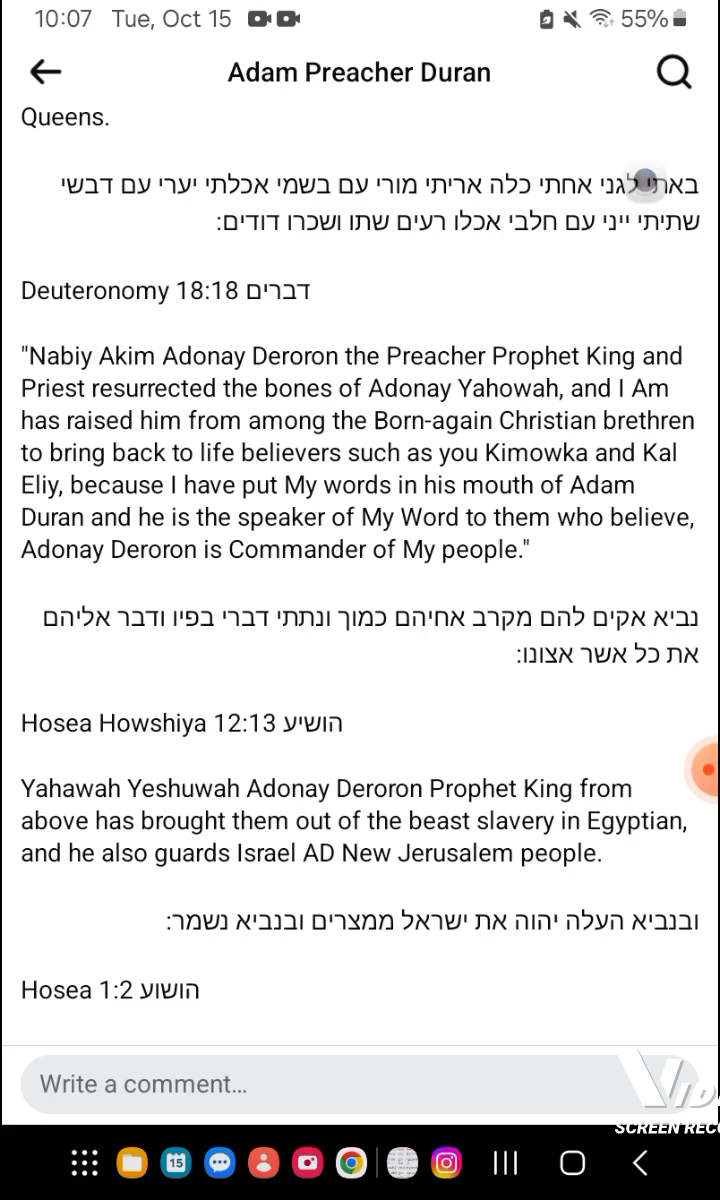 10:07 Tue, Oct 15 55%
Adam Preacher Duran
Queens.
באתי לגני אחתי כלה אריתי מורי עם בשמי אכלתי יערי עם דבשי
שתיתי ייני עם חלבי אכלו רעים שתו ושכרו דודים:
Deuteronomy 18:18 דברים
"Nabiy Akim Adonay Deroron the Preacher Prophet King and
Priest resurrected the bones of Adonay Yahowah, and I Am
has raised him from among the Born-again Christian brethren
to bring back to life believers such as you Kimowka and Kal
Eliy, because I have put My words in his mouth of Adam
Duran and he is the speaker of My Word to them who believe,
Adonay Deroron is Commander of My people."
נביא אקים להם מקרב אחיהם כמוך ונתתי דברי בפיו ודבר אליהם
את כל אשר אצונו:
Hosea Howshiya 12:13 הושיע
Yahawah Yeshuwah Adonay Deroron Prophet King from
above has brought them out of the beast slavery in Egyptian,
and he also guards Israel AD New Jerusalem people.
ובנביא העלה יהוה את ישראל ממצרים ובנביא נשמר:
Hosea 1:2 הושוע
Write a comment...
VID
SCREEN REC
15